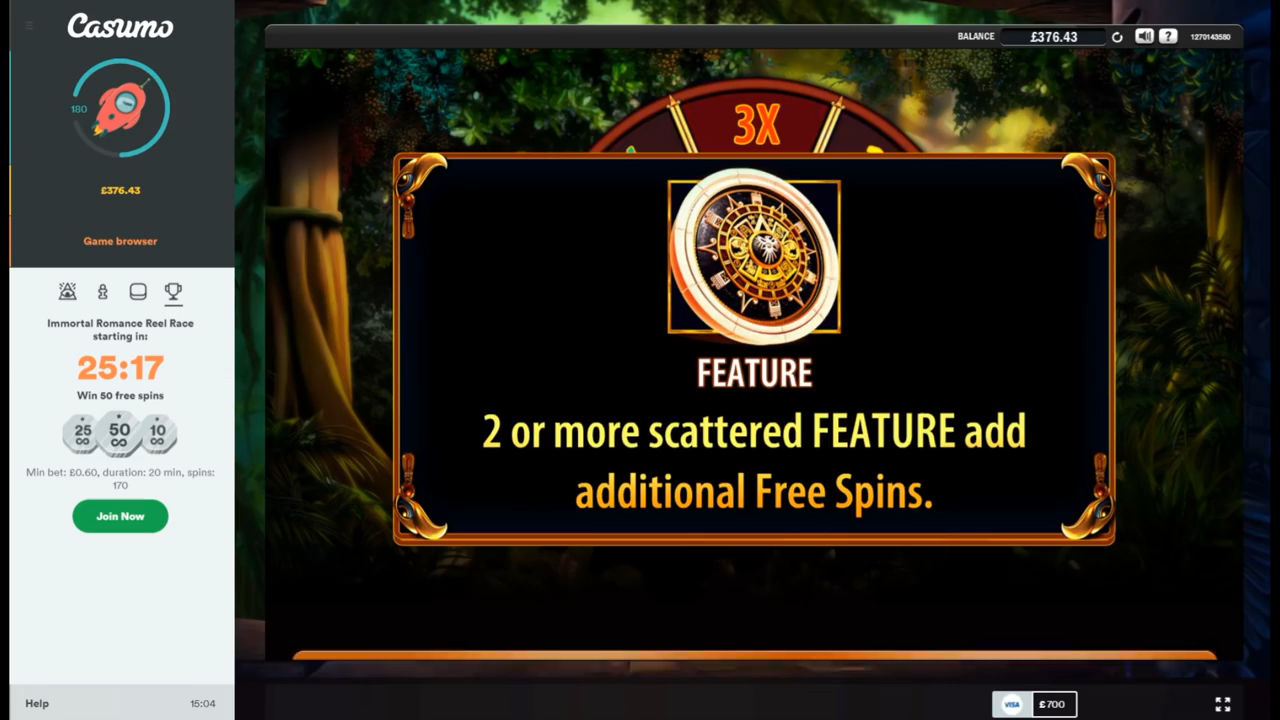 Casumo
180
£376.43
Game browser
Immortal Romance Reel Race
starting in:
25:17
Win 50 free spins
25 50 10
Min bet: £0.60, duration: 20 min, spins:
170
Join Now
Help 15:04
BALANCE £376.43 ? 1270143580
3X
FEATURE
2 or more scattered FEATURE add
additional Free Spins.
VISA £700